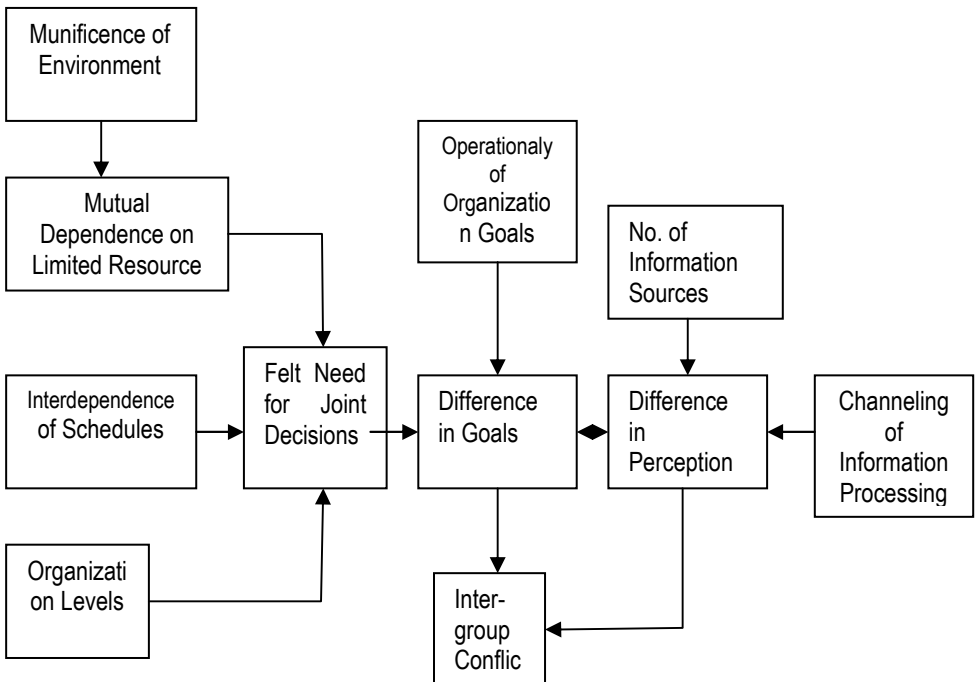 Munificence of
Environment
Mutual
Dependence on
Limited Resource
Interdependence
of Schedules
Organizati
on Levels
Felt Need
for Joint
Decisions
Operationaly
of
Organizatio
n Goals
Difference
in Goals
No. of
Information
Sources
Difference
in
Perception
Channeling
of
Information
Processing
Inter-
group
Conflic